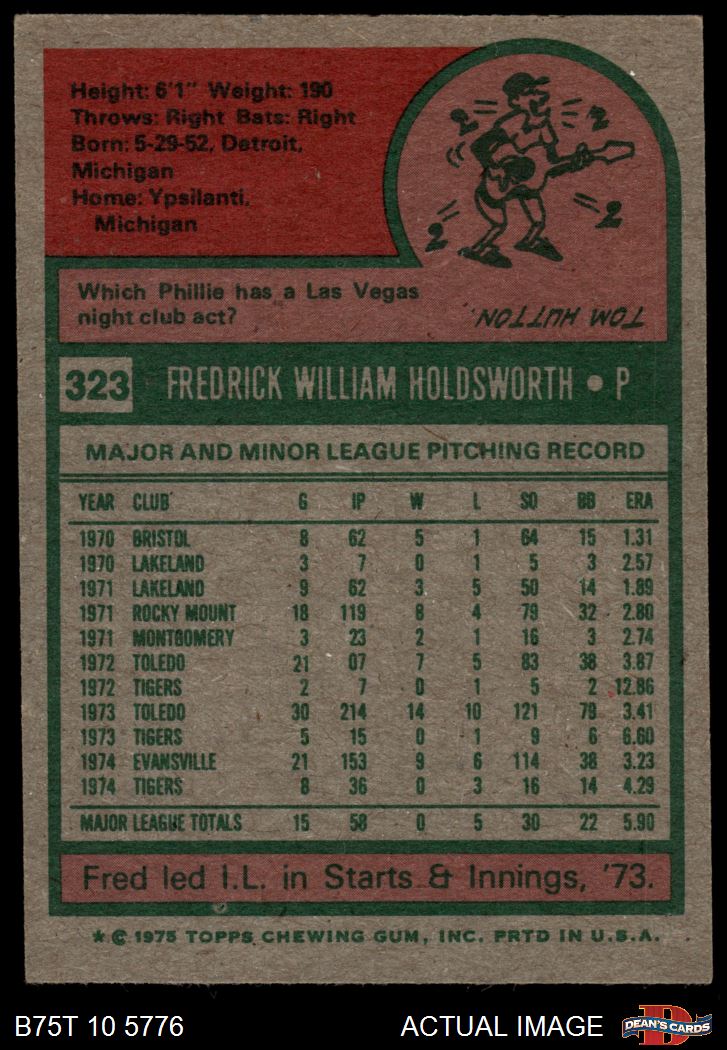 Height: 6'1" Weight: 190
Throws: Right Bats: Right
Born: 5-29-52, Detroit,
Michigan
Home: Ypsilanti,
Michigan
2 2
2 2
Which Phillie has a Las Vegas
night club act?
TOM HUTTON
323 FREDRICK WILLIAM HOLDSWORTH • P
MAJOR AND MINOR LEAGUE PITCHING RECORD
YEAR CLUB G IP W L SO BB ERA
1970 BRISTOL 8 62 5 1 64 15 1.31
1970 LAKELAND 3 7 0 1 5 3 2.57
1971 LAKELAND 9 62 3 5 50 14 1.89
1971 ROCKY MOUNT 18 119 8 4 79 32 2.80
1971 MONTGOMERY 3 23 2 1 16 3 2.74
1972 TOLEDO 21 07 7 5 83 38 3.87
1972 TIGERS 2 7 0 1 5 2 12.86
1973 TOLEDO 30 214 14 10 121 79 3.41
1973 TIGERS 5 15 0 1 9 6 6.60
1974 EVANSVILLE 21 153 9 6 114 38 3.23
1974 TIGERS 8 36 0 3 16 14 4.29
MAJOR LEAGUE TOTALS 15 58 0 5 30 22 5.90
Fred led I.L. in Starts & Innings, '73.
* © 1975 TOPPS CHEWING GUM, INC. PRTD IN U.S.A.
B75T 10 5776 ACTUAL IMAGE DEAN'S CARDS